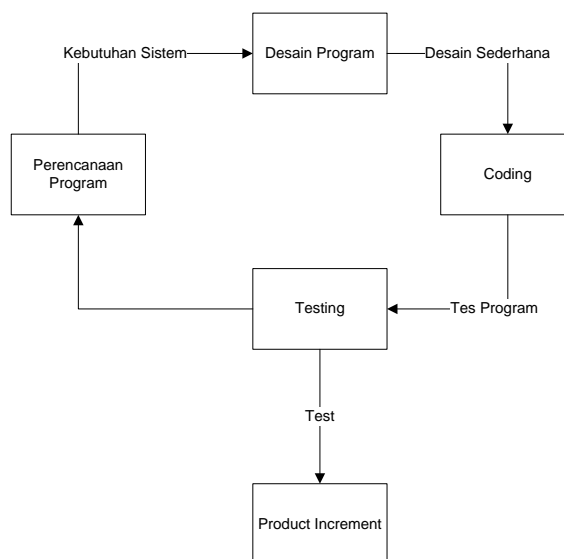 Kebutuhan Sistem
Desain Program
Desain Sederhana
Perencanaan
Program
Coding
Testing
Tes Program
Test
Product Increment